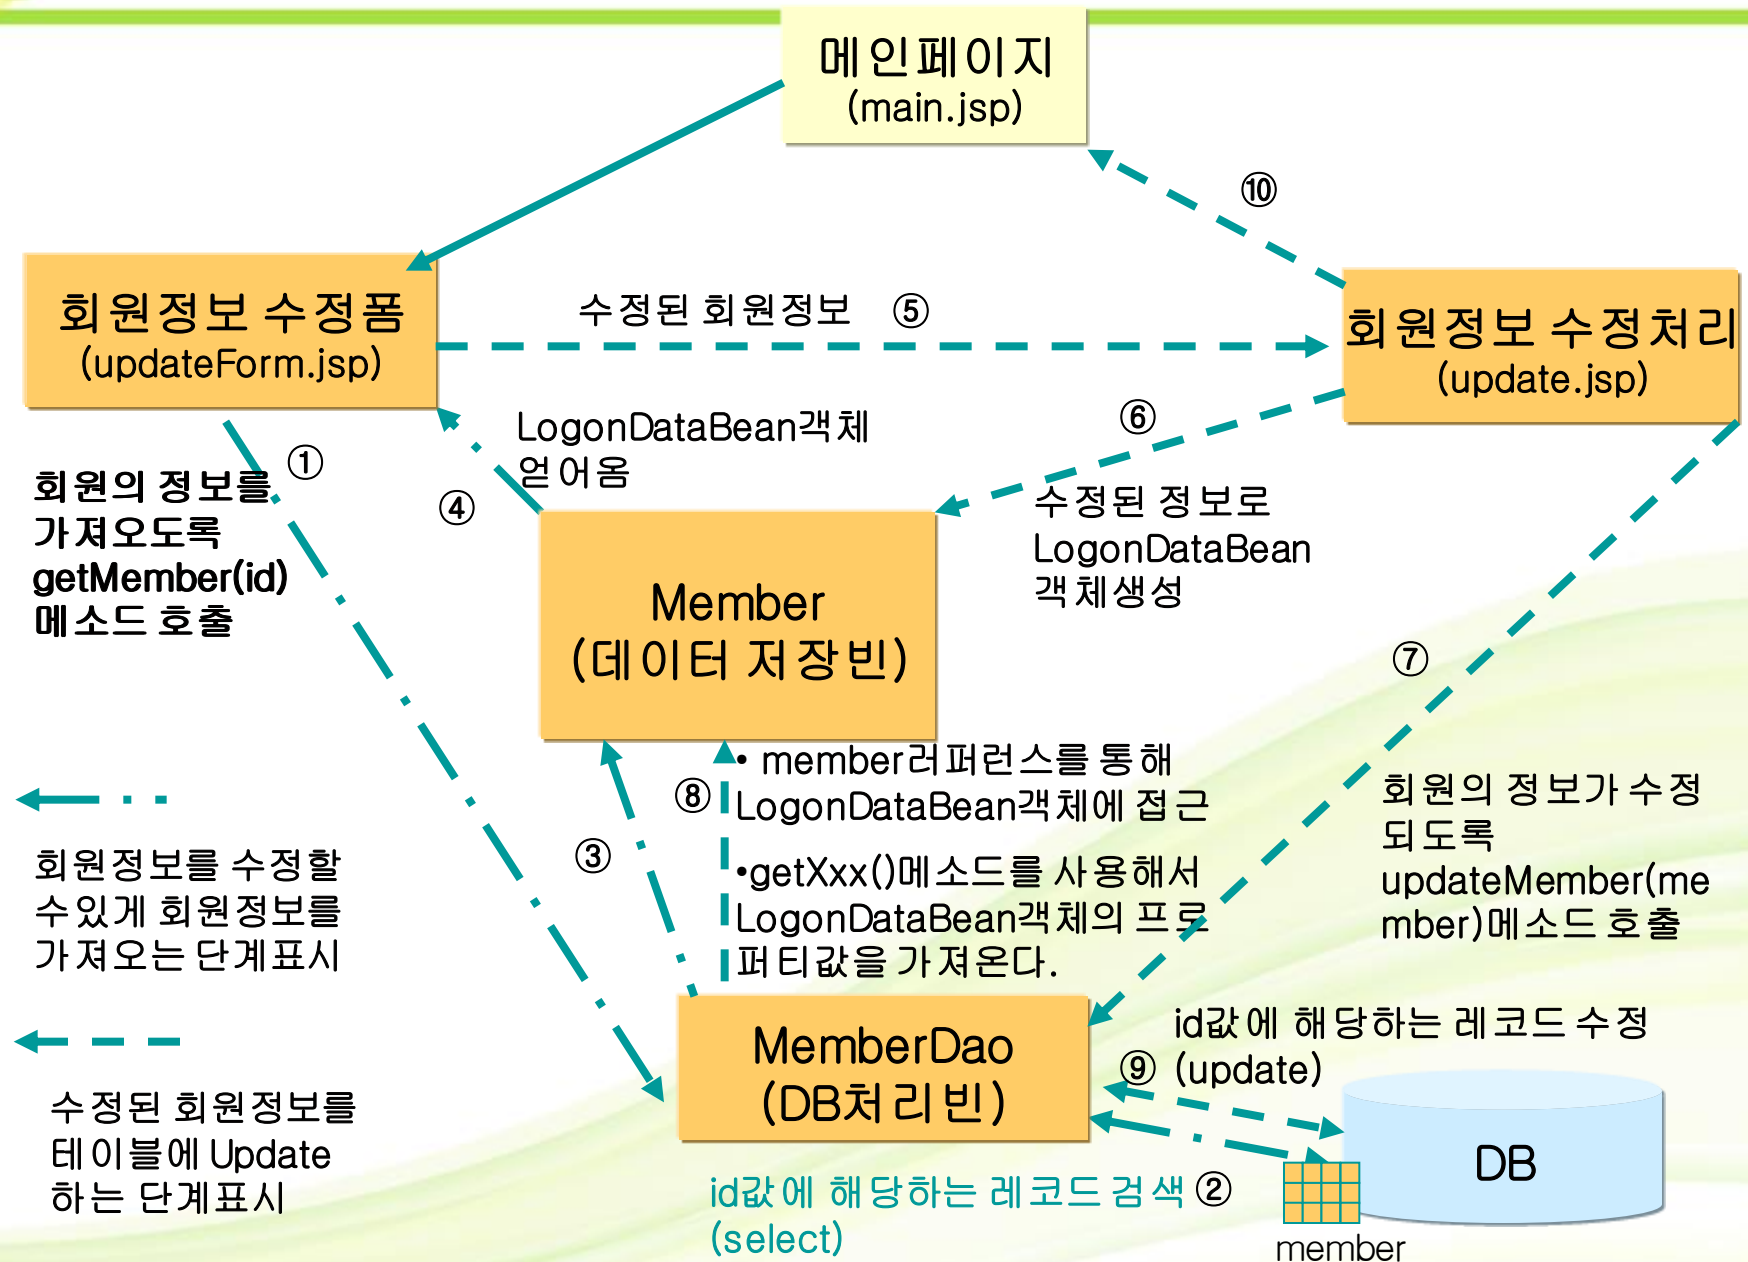 메인페이지
(main.jsp)
⑩
회원정보 수정폼
(updateForm.jsp)
수정된 회원정보 ⑤
회원정보 수정처리
(update.jsp)
①
회원의 정보를
가져오도록
getMember(id)
메소드 호출
LogonDataBean객체
얻어옴
④
⑥
수정된 정보로
LogonDataBean
객체생성
Member
(데이터 저장빈)
⑦
• member러퍼런스를 통해
LogonDataBean객체에 접근
•getXxx()메소드를 사용해서
LogonDataBean객체의 프로
퍼티값을 가져온다.
⑧
③
회원의 정보가 수정
되도록
updateMember(me
mber)메소드 호출
회원정보를 수정할
수있게 회원정보를
가져오는 단계표시
수정된 회원정보를
테이블에 Update
하는 단계표시
MemberDao
(DB처리빈)
id값에 해당하는 레코드 수정
⑨ (update)
DB
id값에 해당하는 레코드 검색 ②
(select)
member